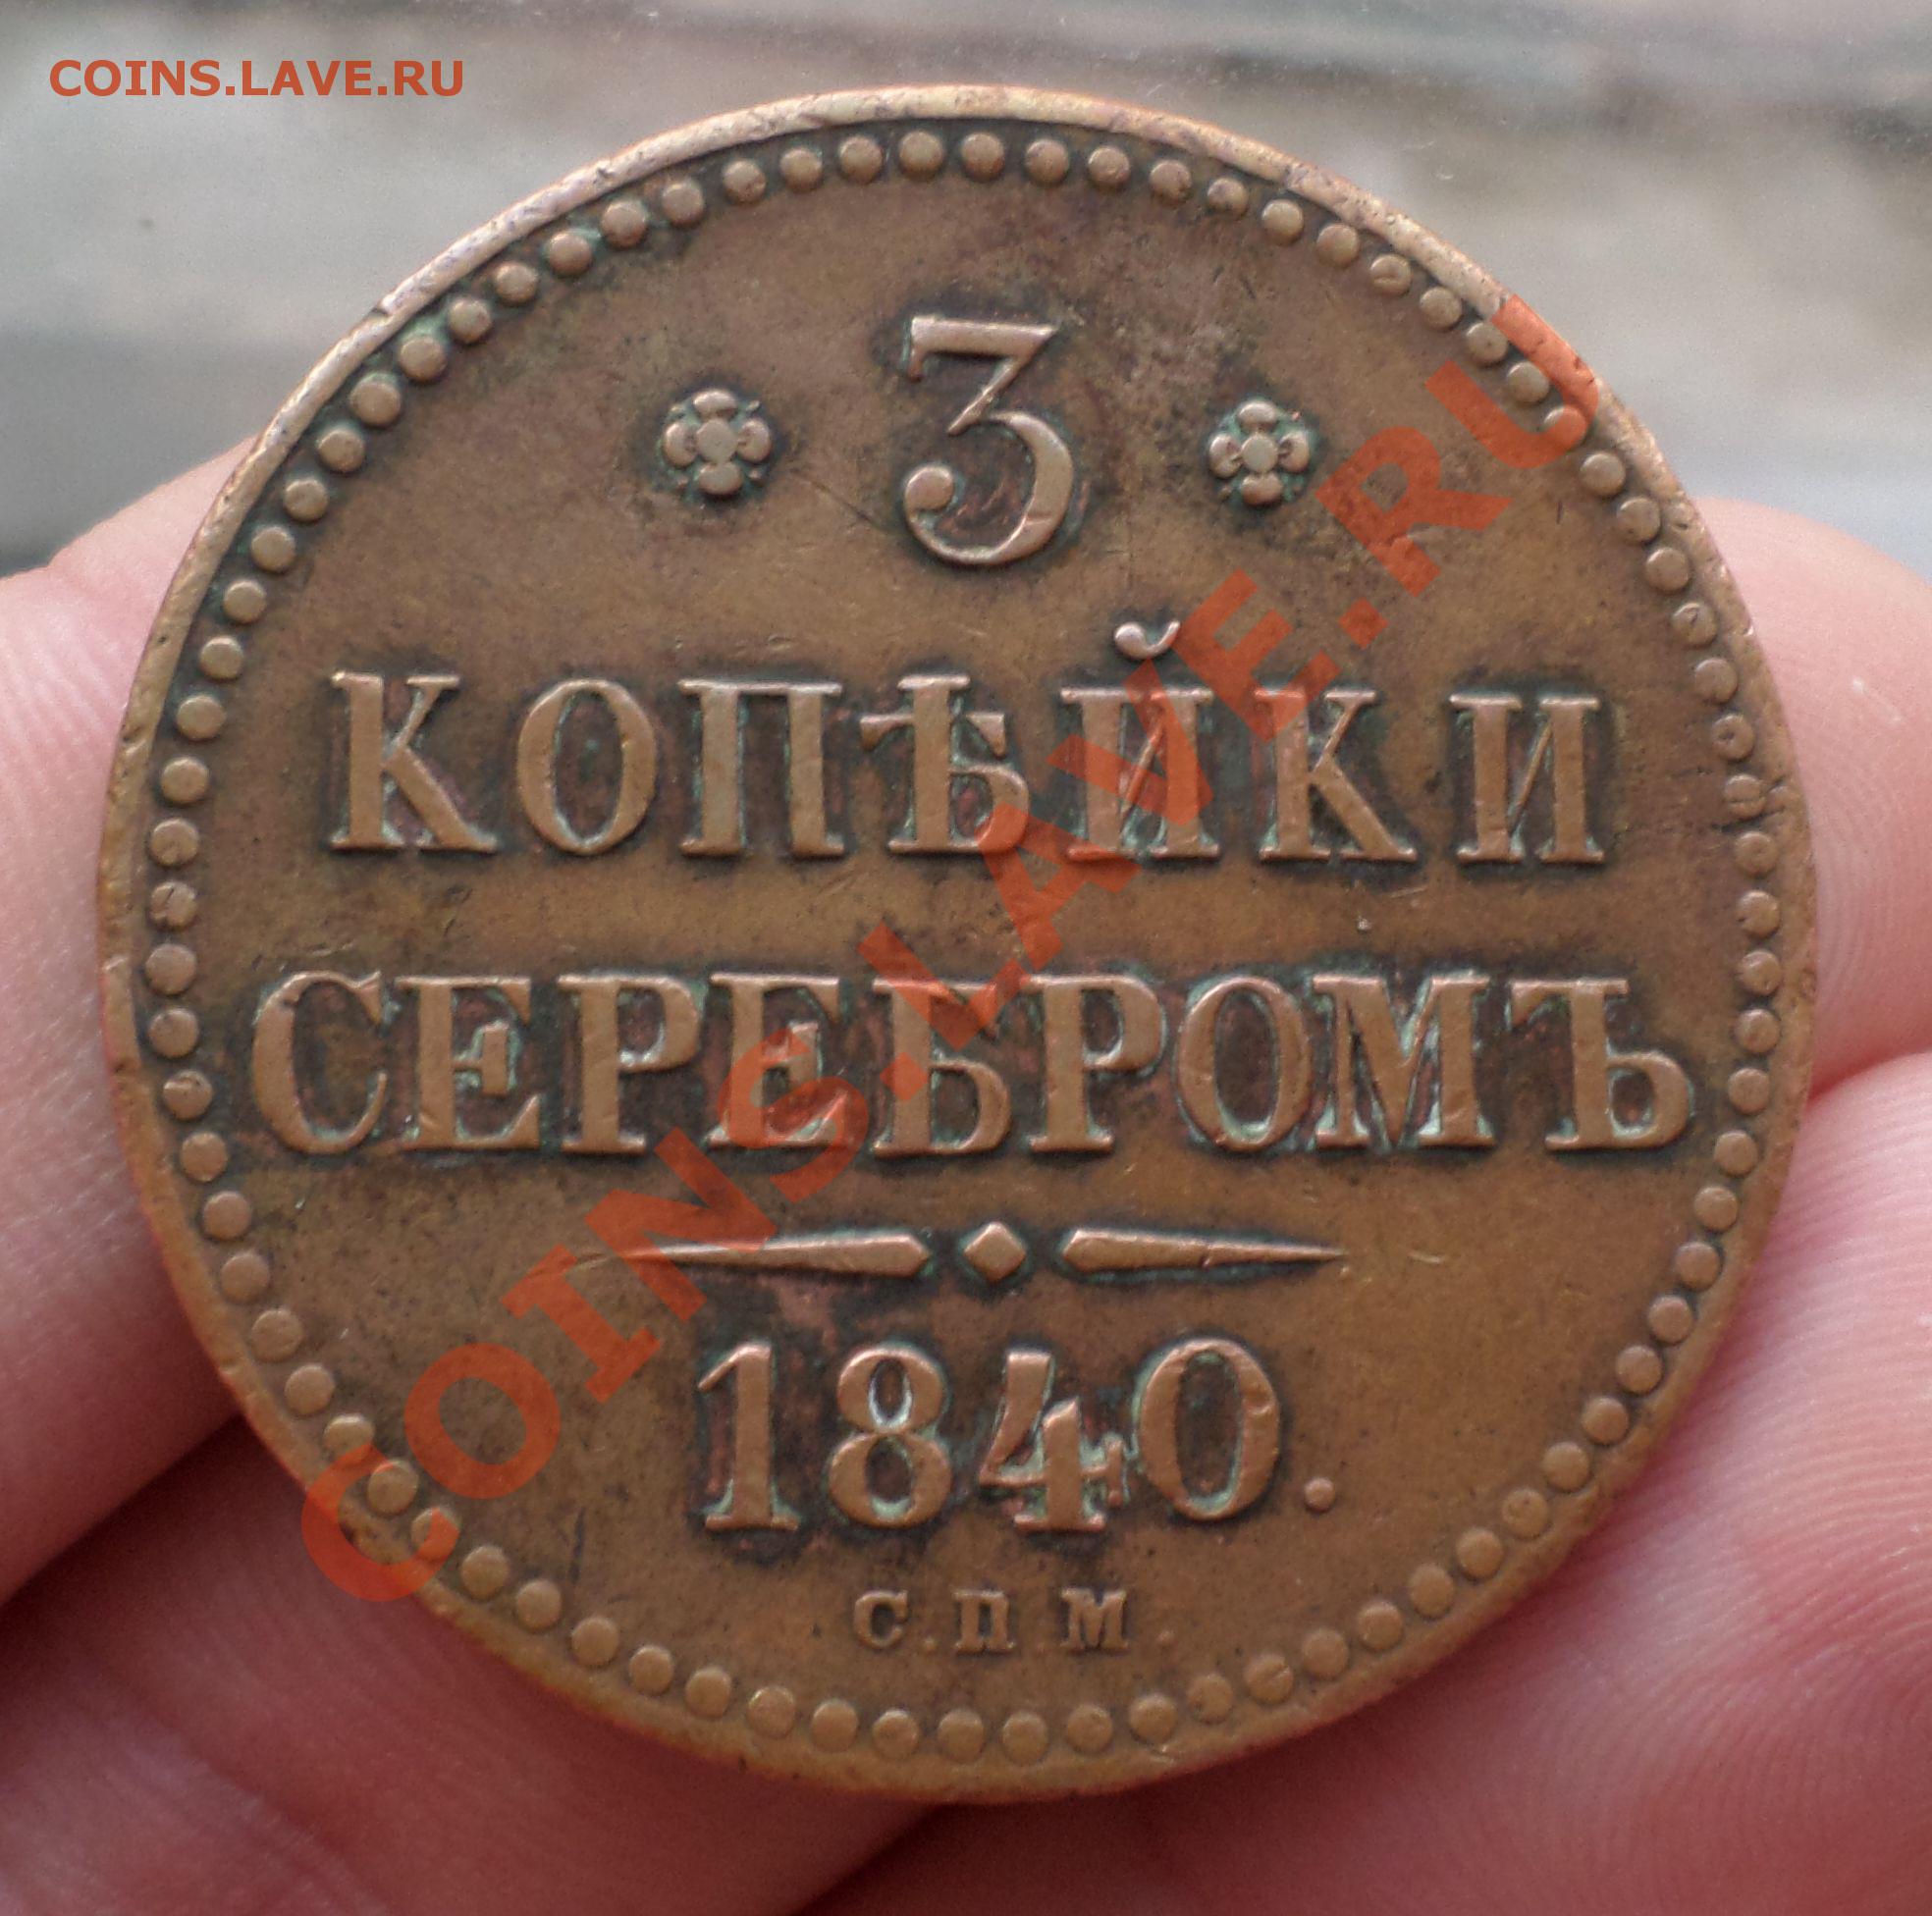 COINS.LAVE.RU
3
КОПѢЙКИ
СЕРЕБРОМЪ
1840.
С.П.М.
COINS.LAVE.RU